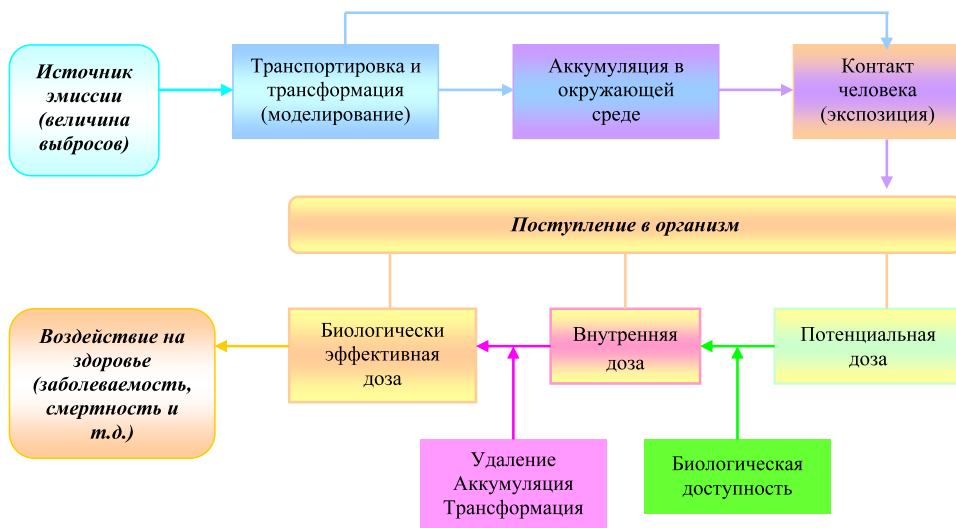 Источник
эмиссии
(величина
выбросов)
Транспортировка и
трансформация
(моделирование)
Аккумуляция в
окружающей
среде
Контакт
человека
(экспозиция)
Поступление в организм
Воздействие на
здоровье
(заболеваемость,
смертность и
т.д.)
Биологически
эффективная
доза
Внутренняя
доза
Потенциальная
доза
Удаление
Аккумуляция
Трансформация
Биологическая
доступность